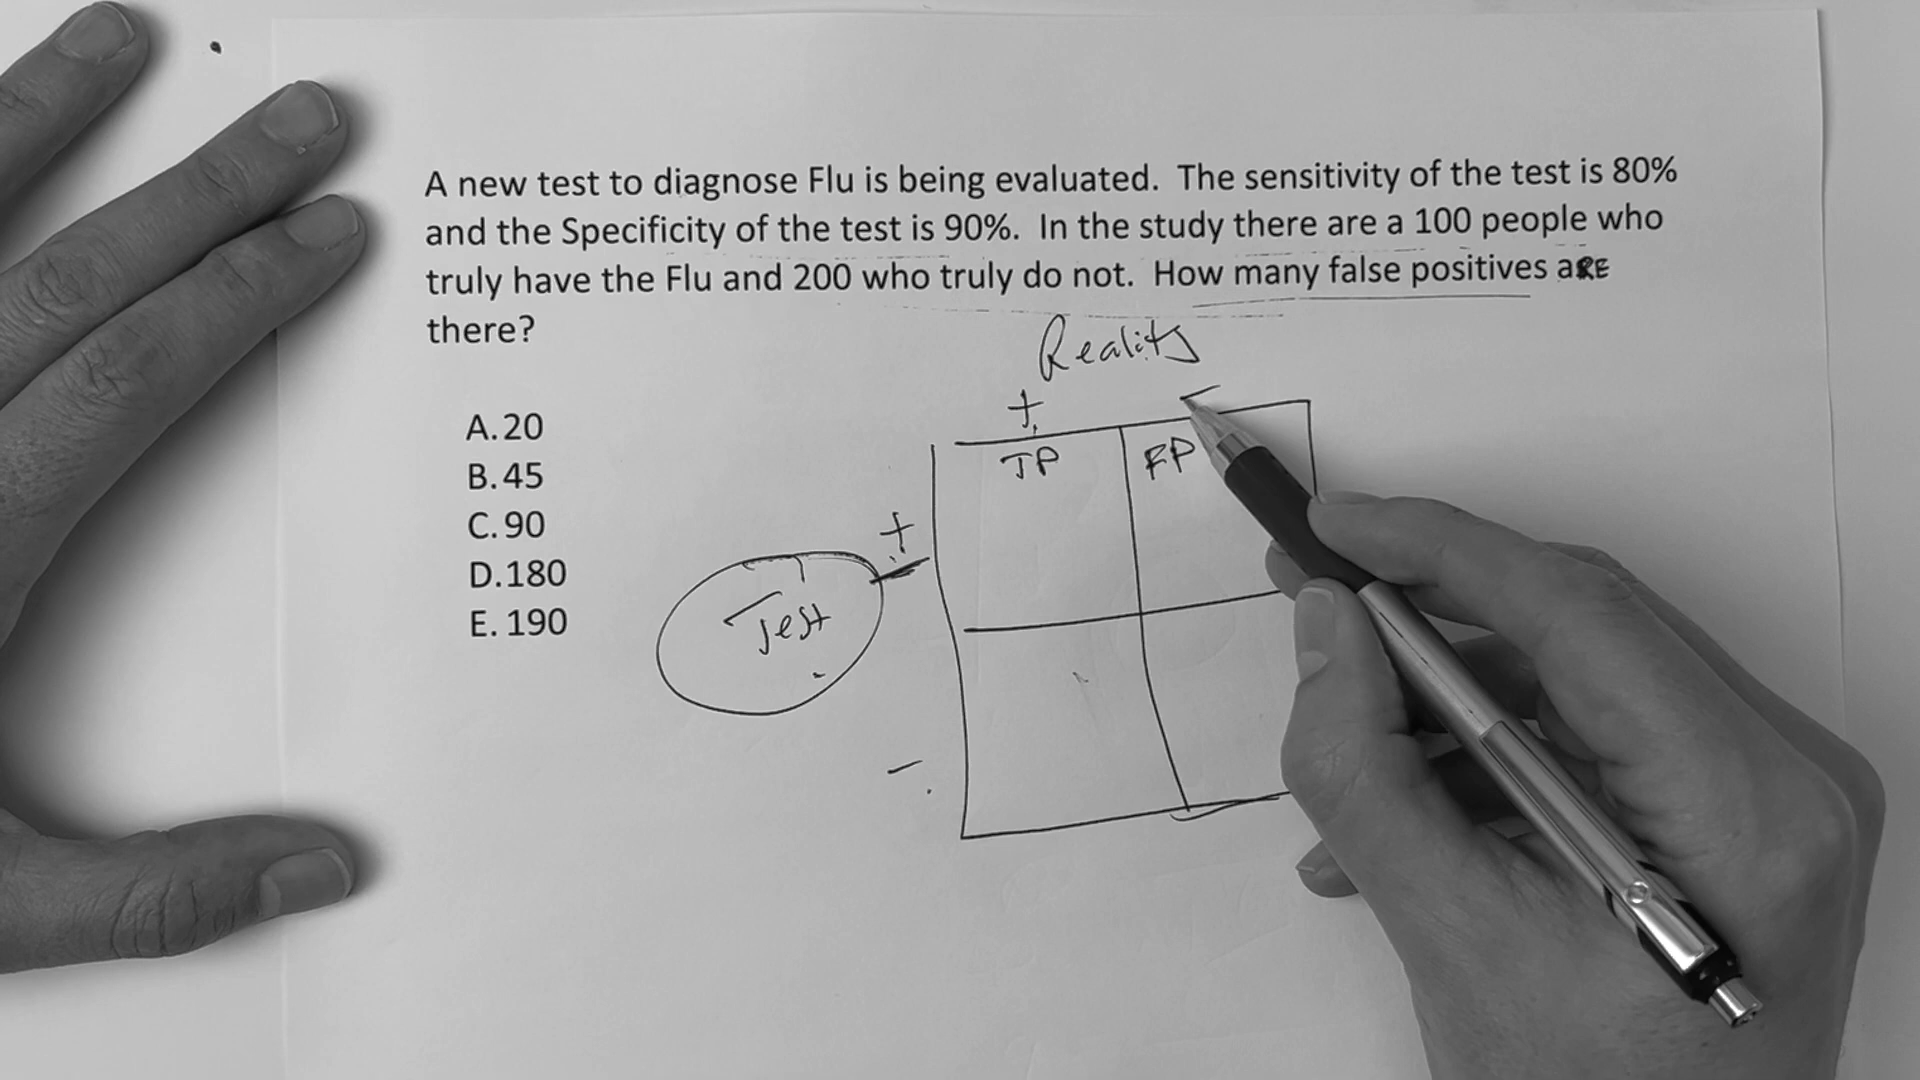 A new test to diagnose Flu is being evaluated. The sensitivity of the test is 80%
and the Specificity of the test is 90%. In the study there are a 100 people who
truly have the Flu and 200 who truly do not. How many false positives aRE
there?
Reality
+ −
A. 20
B. 45
C. 90
D. 180
E. 190
TP FP
+
Test
−